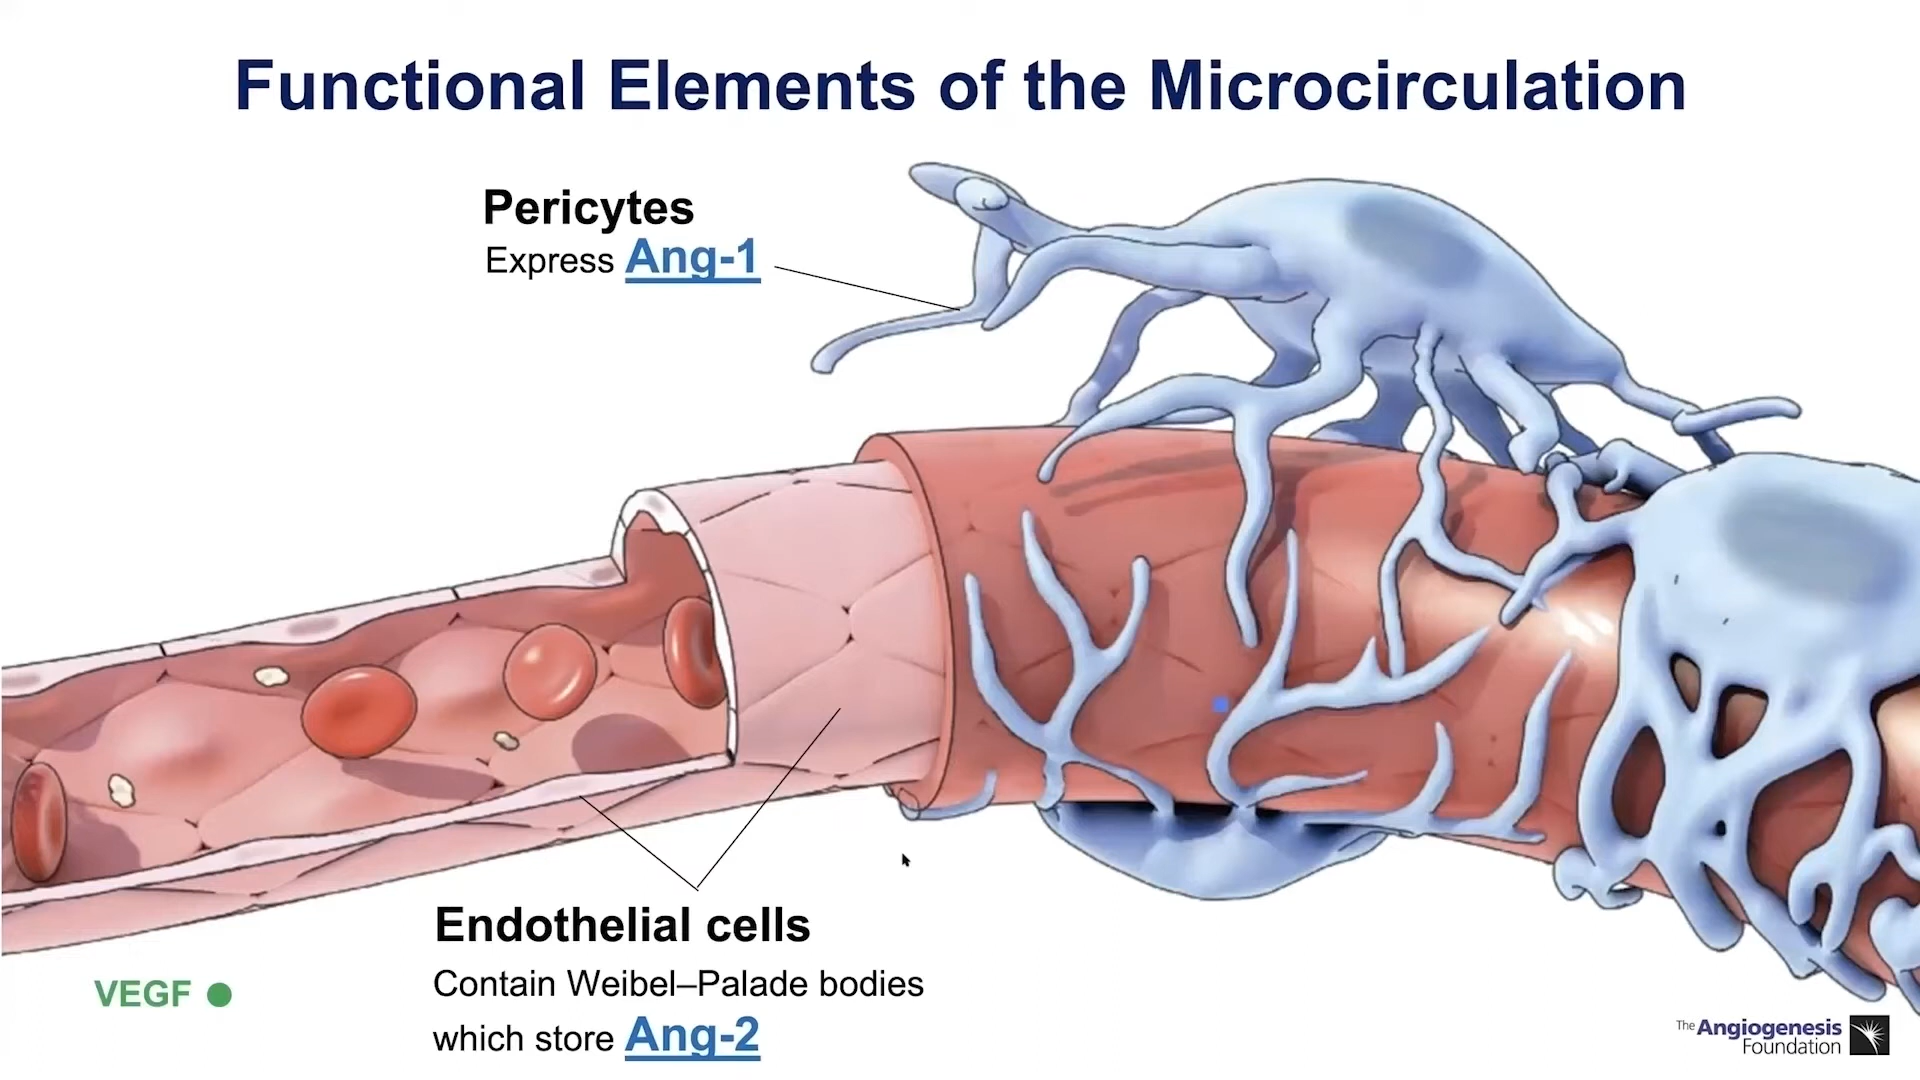 Functional Elements of the Microcirculation
Pericytes
Express Ang-1
Endothelial cells
Contain Weibel–Palade bodies
which store Ang-2
VEGF
The Angiogenesis
Foundation